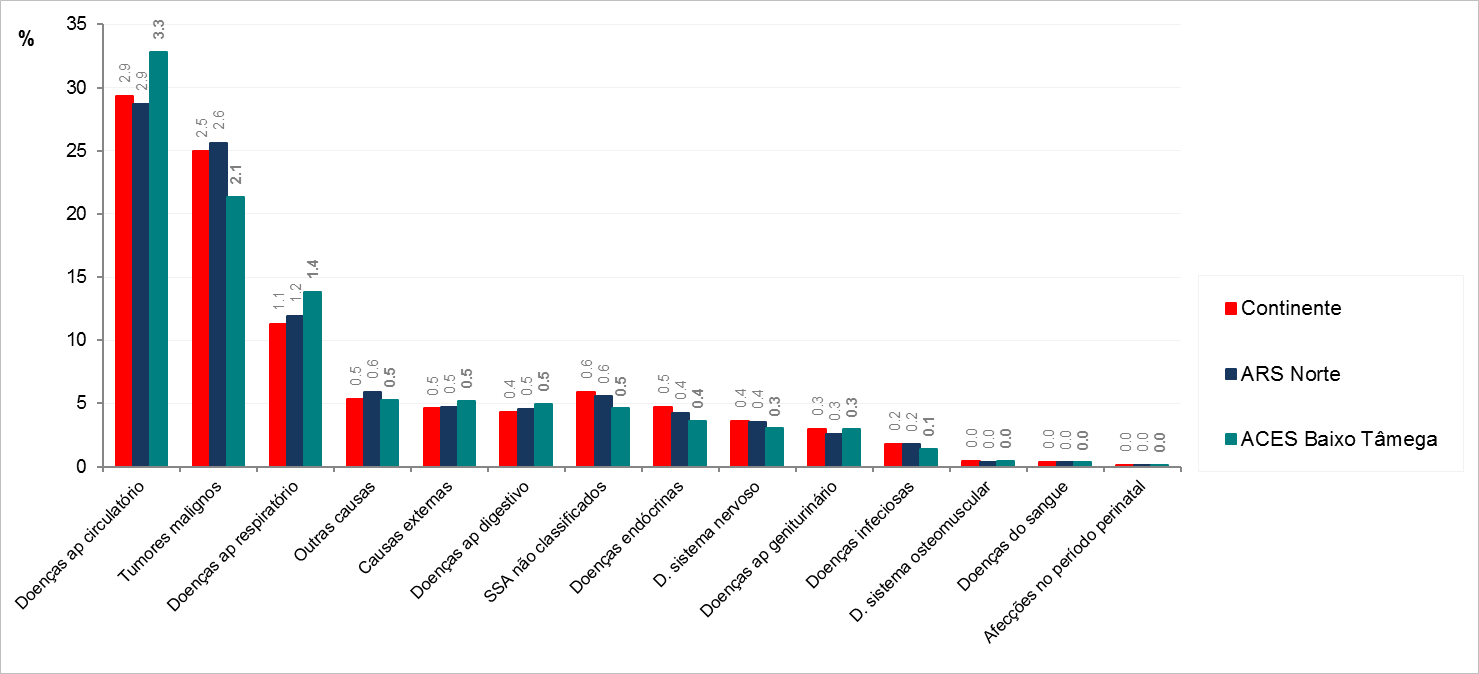 %
35
30
25
20
15
10
5
0
2.9 2.9 3.3
2.5 2.6 2.1
1.1 1.2 1.4
0.5 0.6 0.5
0.5 0.5 0.5
0.4 0.5 0.5
0.6 0.6 0.5
0.5 0.4 0.4
0.4 0.4 0.3
0.3 0.3 0.3
0.2 0.2 0.1
0.0 0.0 0.0
0.0 0.0 0.0
0.0 0.0 0.0
Doenças ap circulatório
Tumores malignos
Doenças ap respiratório
Outras causas
Causas externas
Doenças ap digestivo
SSA não classificados
Doenças endócrinas
D. sistema nervoso
Doenças ap geniturinário
Doenças infeciosas
D. sistema osteomuscular
Doenças do sangue
Afecções no período perinatal
Continente
ARS Norte
ACES Baixo Tâmega